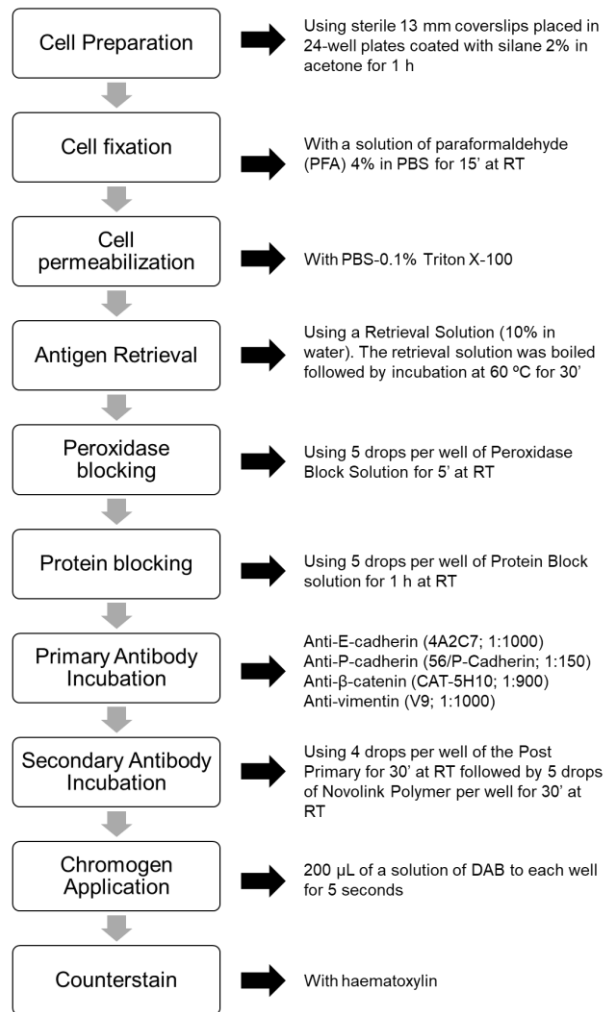 Cell Preparation
Using sterile 13 mm coverslips placed in
24-well plates coated with silane 2% in
acetone for 1 h
Cell fixation
With a solution of paraformaldehyde
(PFA) 4% in PBS for 15' at RT
Cell
permeabilization
With PBS-0.1% Triton X-100
Antigen Retrieval
Using a Retrieval Solution (10% in
water). The retrieval solution was boiled
followed by incubation at 60 ºC for 30'
Peroxidase
blocking
Using 5 drops per well of Peroxidase
Block Solution for 5' at RT
Protein blocking
Using 5 drops per well of Protein Block
solution for 1 h at RT
Primary Antibody
Incubation
Anti-E-cadherin (4A2C7; 1:1000)
Anti-P-cadherin (56/P-Cadherin; 1:150)
Anti-β-catenin (CAT-5H10; 1:900)
Anti-vimentin (V9; 1:1000)
Secondary Antibody
Incubation
Using 4 drops per well of the Post
Primary for 30' at RT followed by 5 drops
of Novolink Polymer per well for 30' at
RT
Chromogen
Application
200 µL of a solution of DAB to each well
for 5 seconds
Counterstain
With haematoxylin